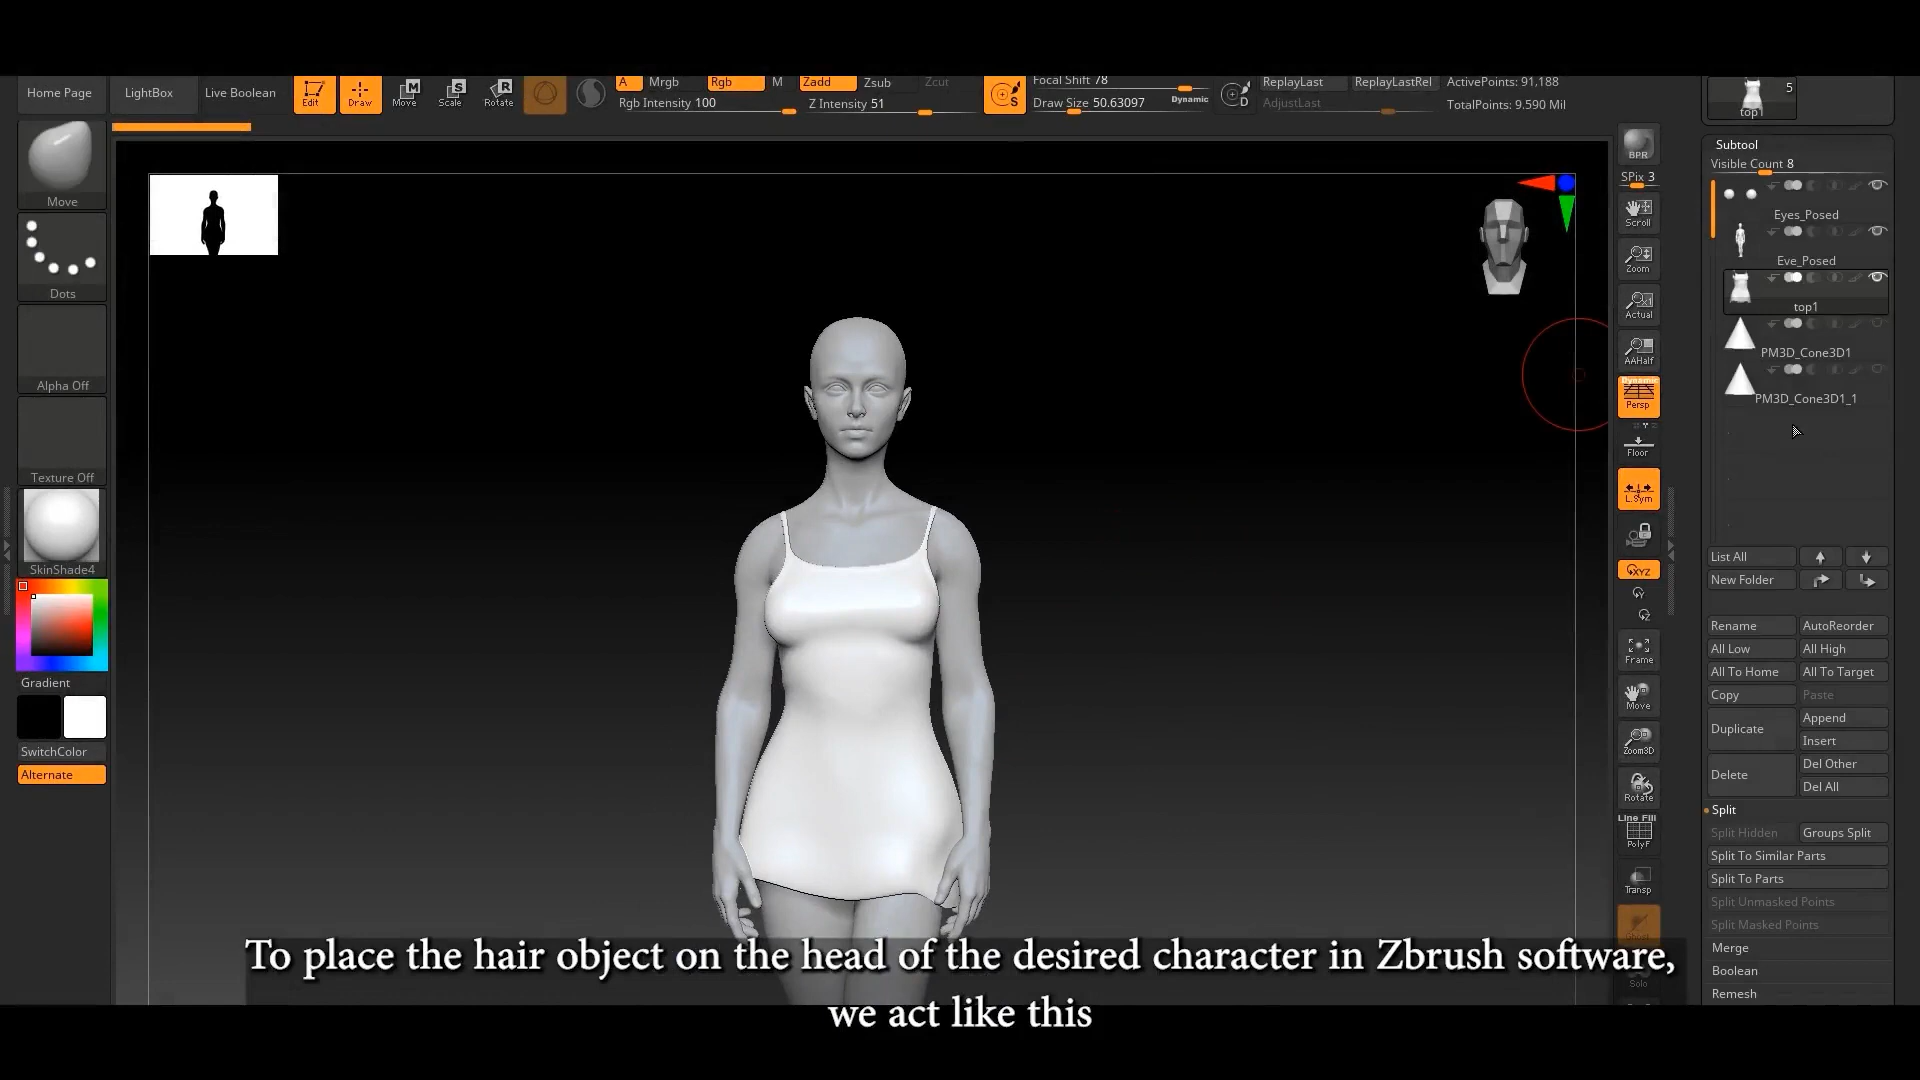 Home Page
LightBox
Live Boolean
Edit
Draw
Move
Scale
Rotate
A
Mrgb
Rgb
M
Zadd
Zsub
Zcut
Rgb Intensity 100
Z Intensity 51
Focal Shift 78
Draw Size 50.63097
Dynamic
ReplayLast
ReplayLastRel
AdjustLast
ActivePoints: 91,188
TotalPoints: 9.590 Mil
5
top1
Move
Dots
Alpha Off
Texture Off
SkinShade4
Gradient
SwitchColor
Alternate
BPR
SPix 3
Scroll
Zoom
Actual
AAHalf
Dynamic
Persp
Floor
L.Sym
XYZ
Frame
Move
Zoom3D
Rotate
Line Fill
PolyF
Transp
Solo
Subtool
Visible Count 8
Eyes_Posed
Eve_Posed
top1
PM3D_Cone3D1
PM3D_Cone3D1_1
List All
New Folder
Rename
AutoReorder
All Low
All High
All To Home
All To Target
Copy
Paste
Duplicate
Append
Insert
Delete
Del Other
Del All
Split
Split Hidden
Groups Split
Split To Similar Parts
Split To Parts
Split Unmasked Points
Split Masked Points
Merge
Boolean
Remesh
To place the hair object on the head of the desired character in Zbrush software,
we act like this